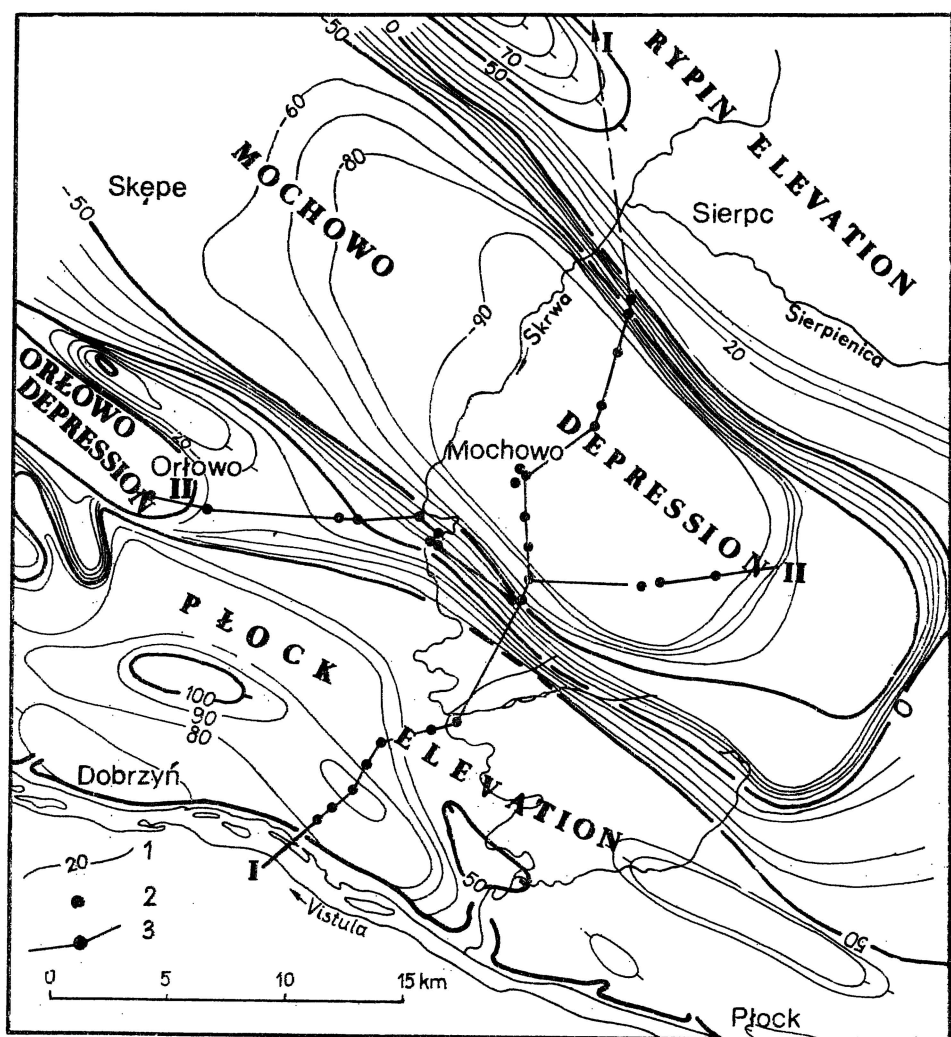 -50
0
70
50
I
RYPIN ELEVATION
-60
-80
MOCHOWO
Skępe
-50
Sierpc
Skrwa
-90
Sierpienica
20
ORŁOWO
DEPRESSION
20
Orłowo
II
Mochowo
DEPRESSION
II
PŁOCK
100
90
80
0
ELEVATION
Dobrzyń
50
I
Vistula
50
20 1
2
3
0 5 10 15 km
Płock